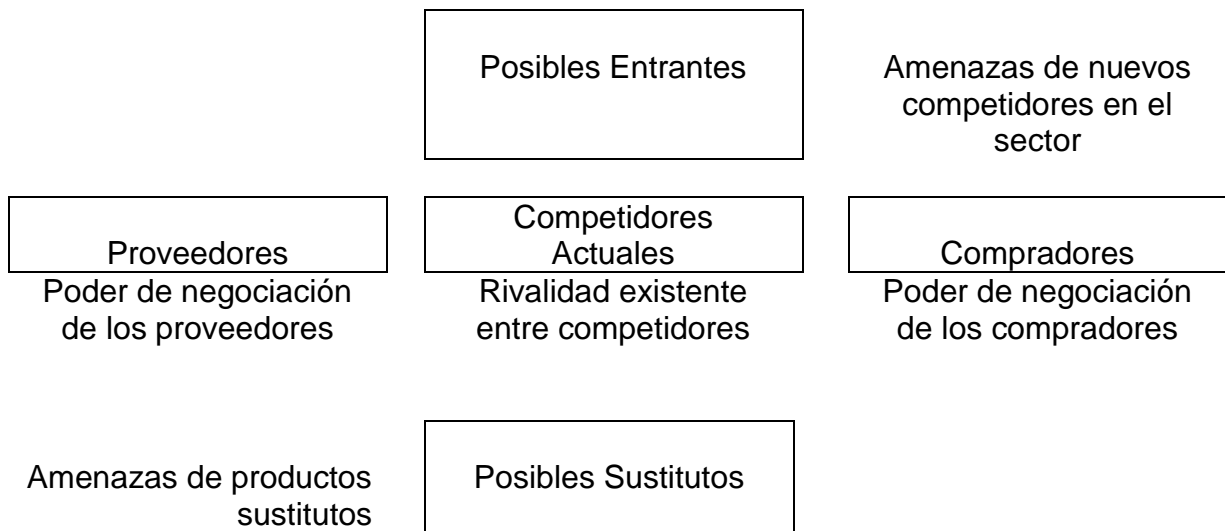 Posibles Entrantes
Amenazas de nuevos
competidores en el
sector
Proveedores
Poder de negociación
de los proveedores
Competidores
Actuales
Rivalidad existente
entre competidores
Compradores
Poder de negociación
de los compradores
Amenazas de productos
sustitutos
Posibles Sustitutos